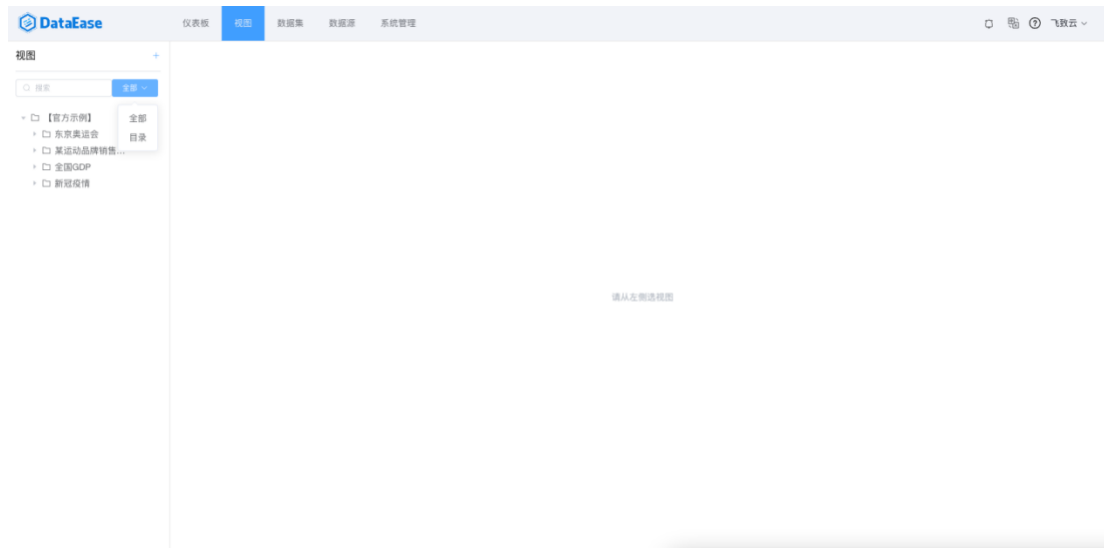 DataEase 仪表板 视图 数据集 数据源 系统管理 飞致云
视图 +
搜索 全部
【官方示例】 全部
东京奥运会 目录
某运动品牌销售...
全国GDP
新冠疫情
请从左侧选视图